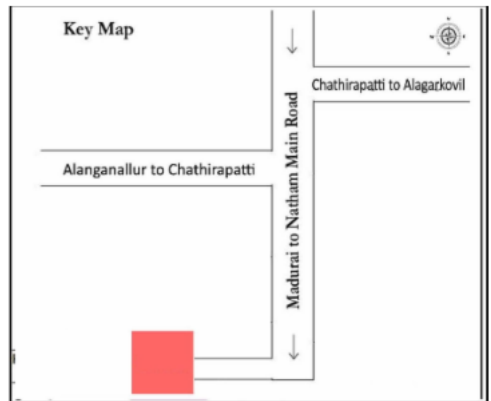 Key Map
Chathirapatti to Alagarkovil
Madurai to Natham Main Road
Alanganallur to Chathirapatti